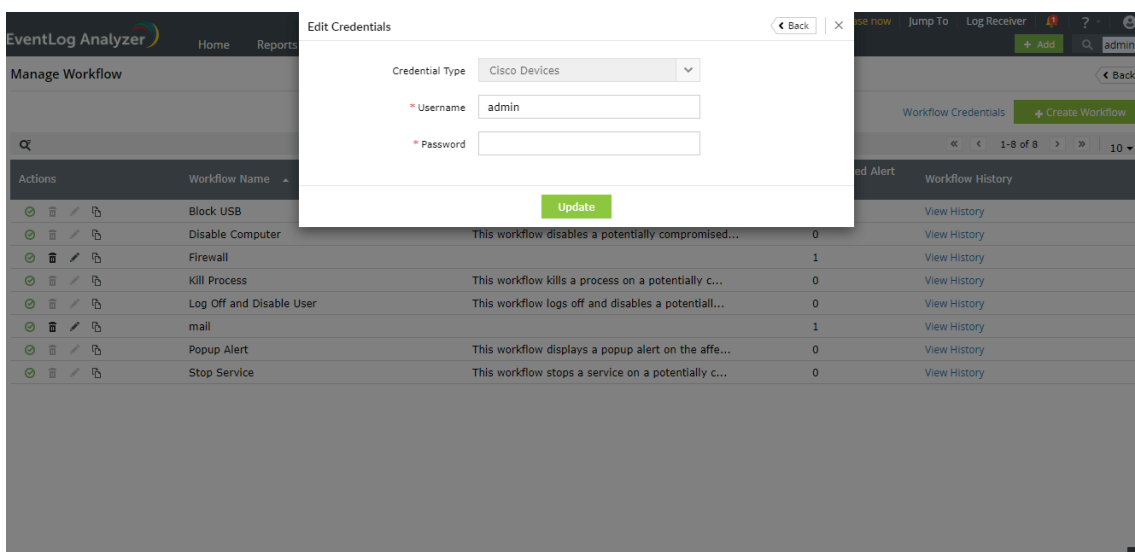 Edit Credentials
Back
ase now Jump To Log Receiver 1 ?
EventLog Analyzer
Home Reports
+ Add admin
Manage Workflow
Back
Credential Type Cisco Devices
* Username admin
Workflow Credentials + Create Workflow
* Password
1-8 of 8 10
Actions Workflow Name ed Alert Workflow History
Update
Block USB View History
Disable Computer This workflow disables a potentially compromised... 0 View History
Firewall 1 View History
Kill Process This workflow kills a process on a potentially c... 0 View History
Log Off and Disable User This workflow logs off and disables a potentiall... 0 View History
mail 1 View History
Popup Alert This workflow displays a popup alert on the affe... 0 View History
Stop Service This workflow stops a service on a potentially c... 0 View History